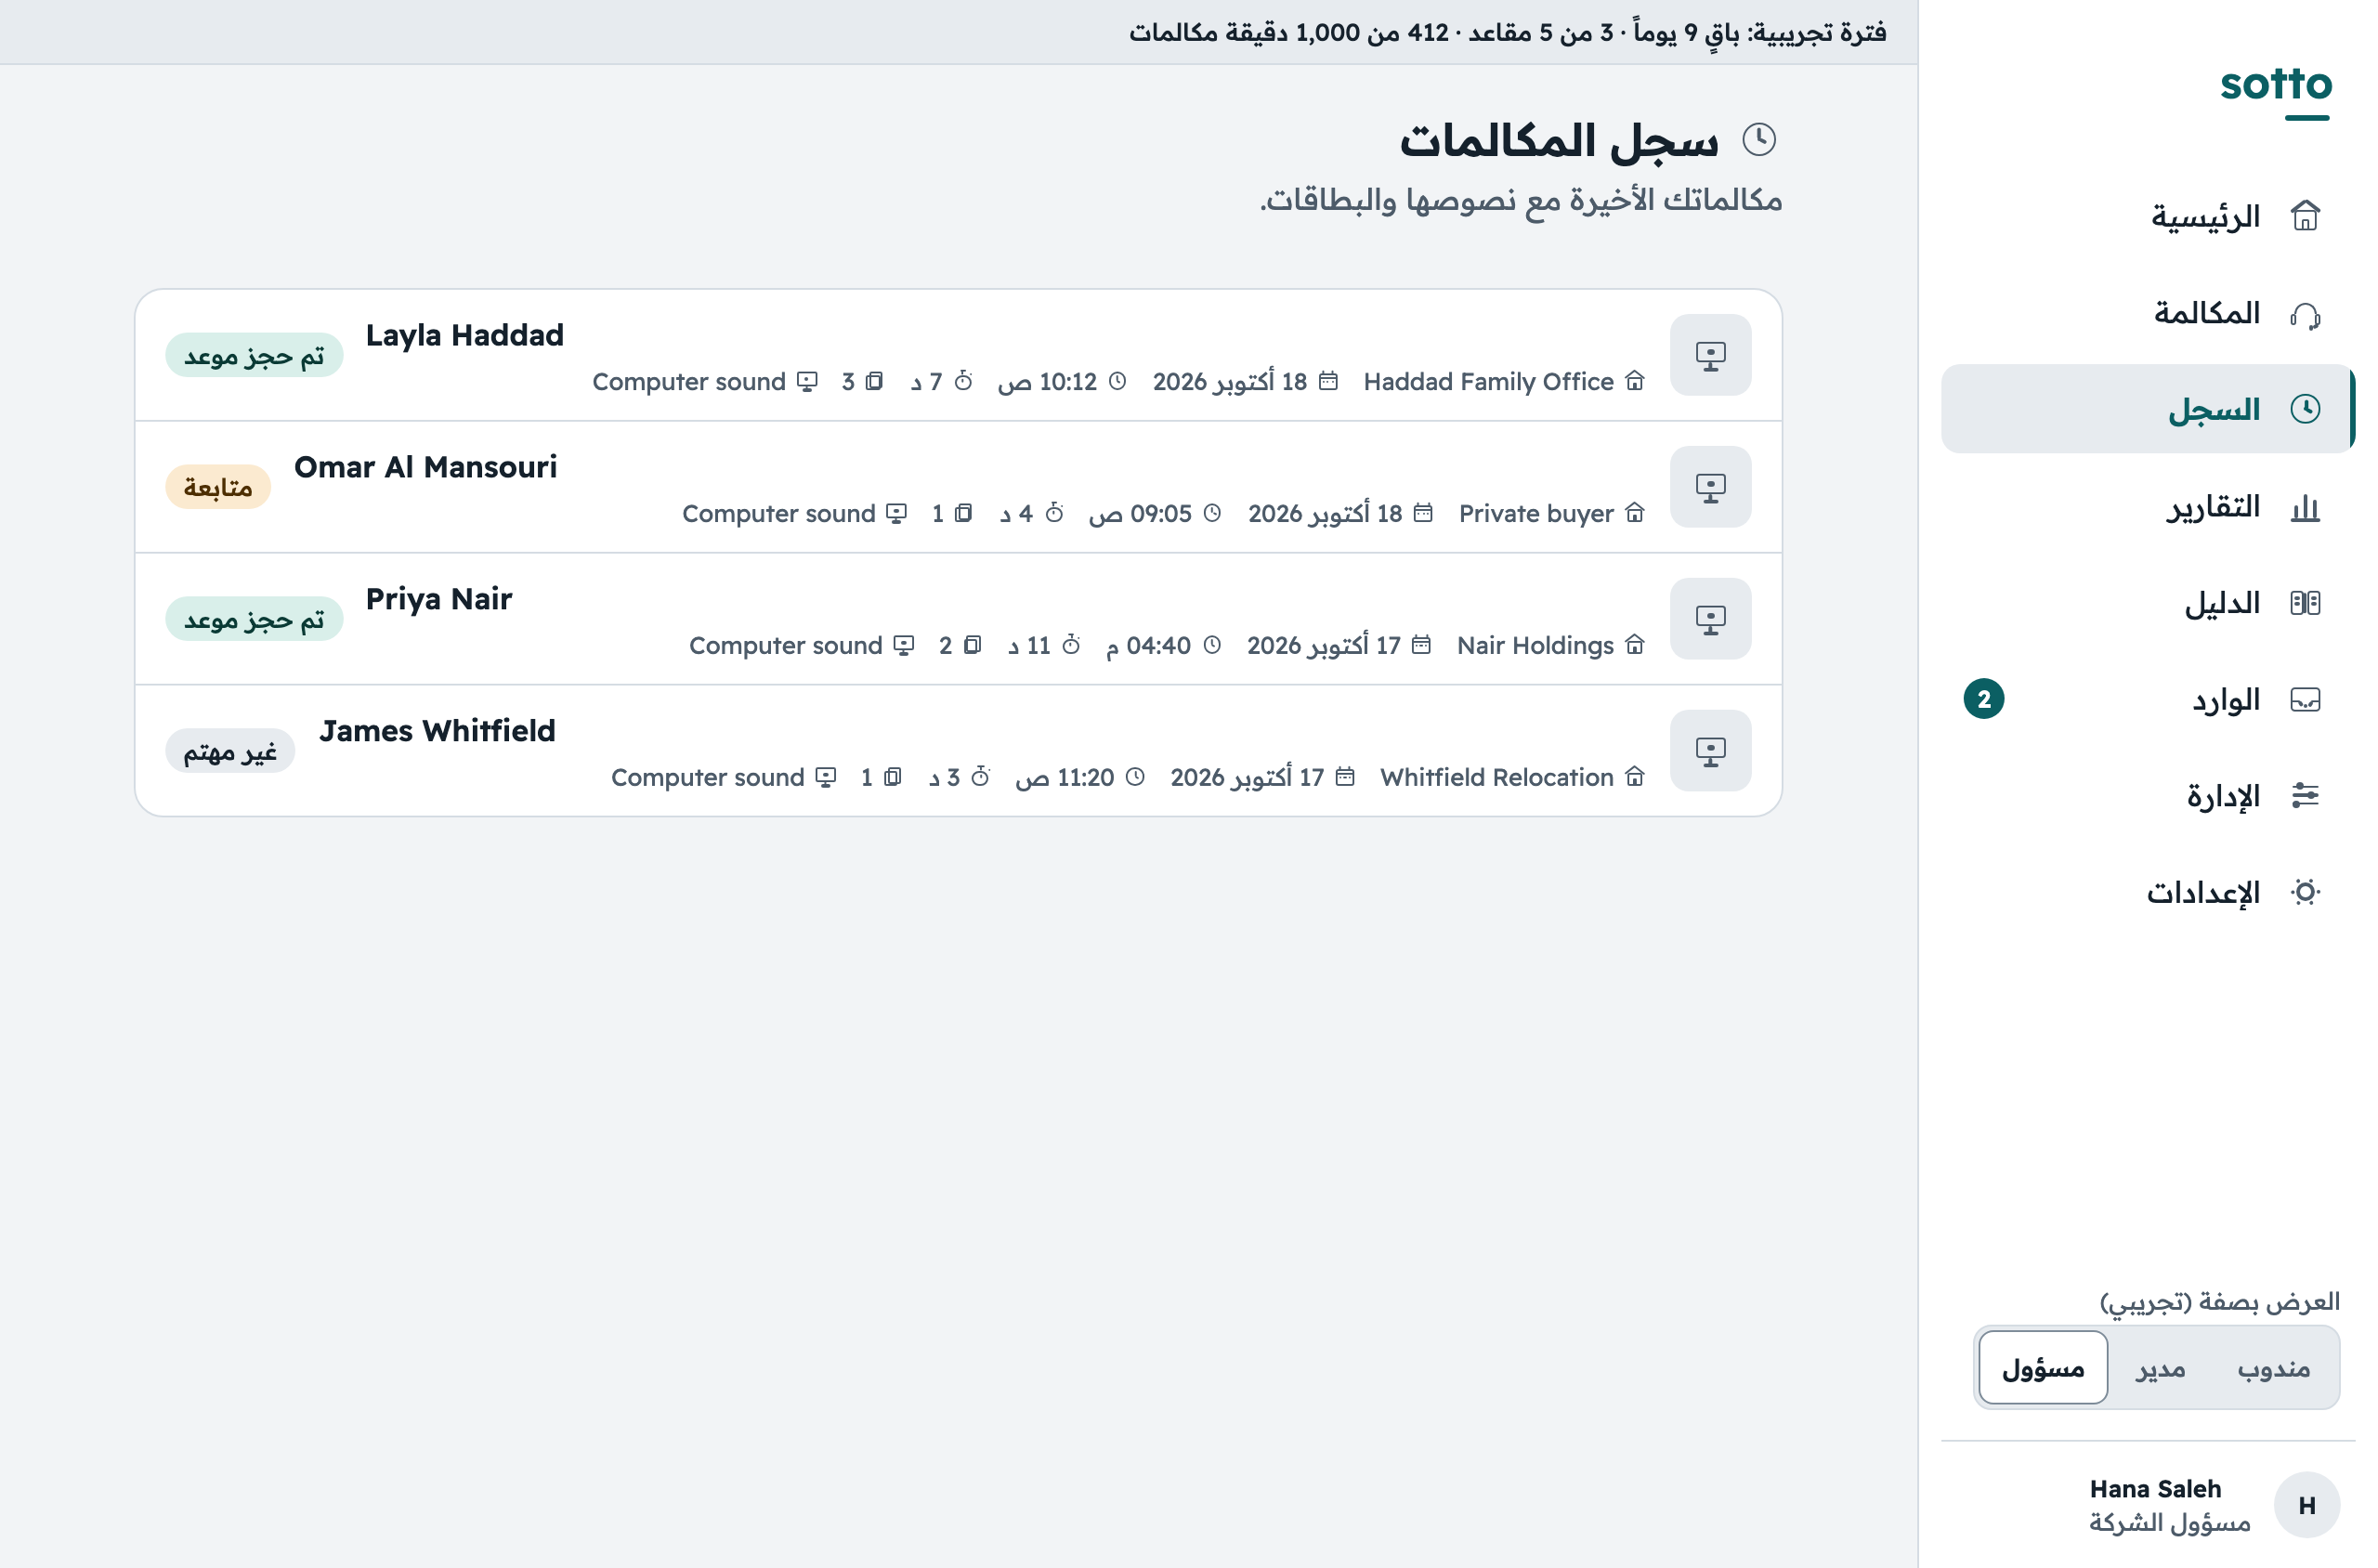 فترة تجريبية: باقٍ 9 يوماً · 3 من 5 مقاعد · 412 من 1,000 دقيقة مكالمات
sotto
الرئيسية
المكالمة
السجل
التقارير
الدليل
الوارد 2
الإدارة
الإعدادات
العرض بصفة (تجريبي)
مندوب مدير مسؤول
H
Hana Saleh
مسؤول الشركة
سجل المكالمات
مكالماتك الأخيرة مع نصوصها والبطاقات.
Layla Haddad
Haddad Family Office 18 أكتوبر 2026 10:12 ص 7 د 3 Computer sound
تم حجز موعد
Omar Al Mansouri
Private buyer 18 أكتوبر 2026 09:05 ص 4 د 1 Computer sound
متابعة
Priya Nair
Nair Holdings 17 أكتوبر 2026 04:40 م 11 د 2 Computer sound
تم حجز موعد
James Whitfield
Whitfield Relocation 17 أكتوبر 2026 11:20 ص 3 د 1 Computer sound
غير مهتم